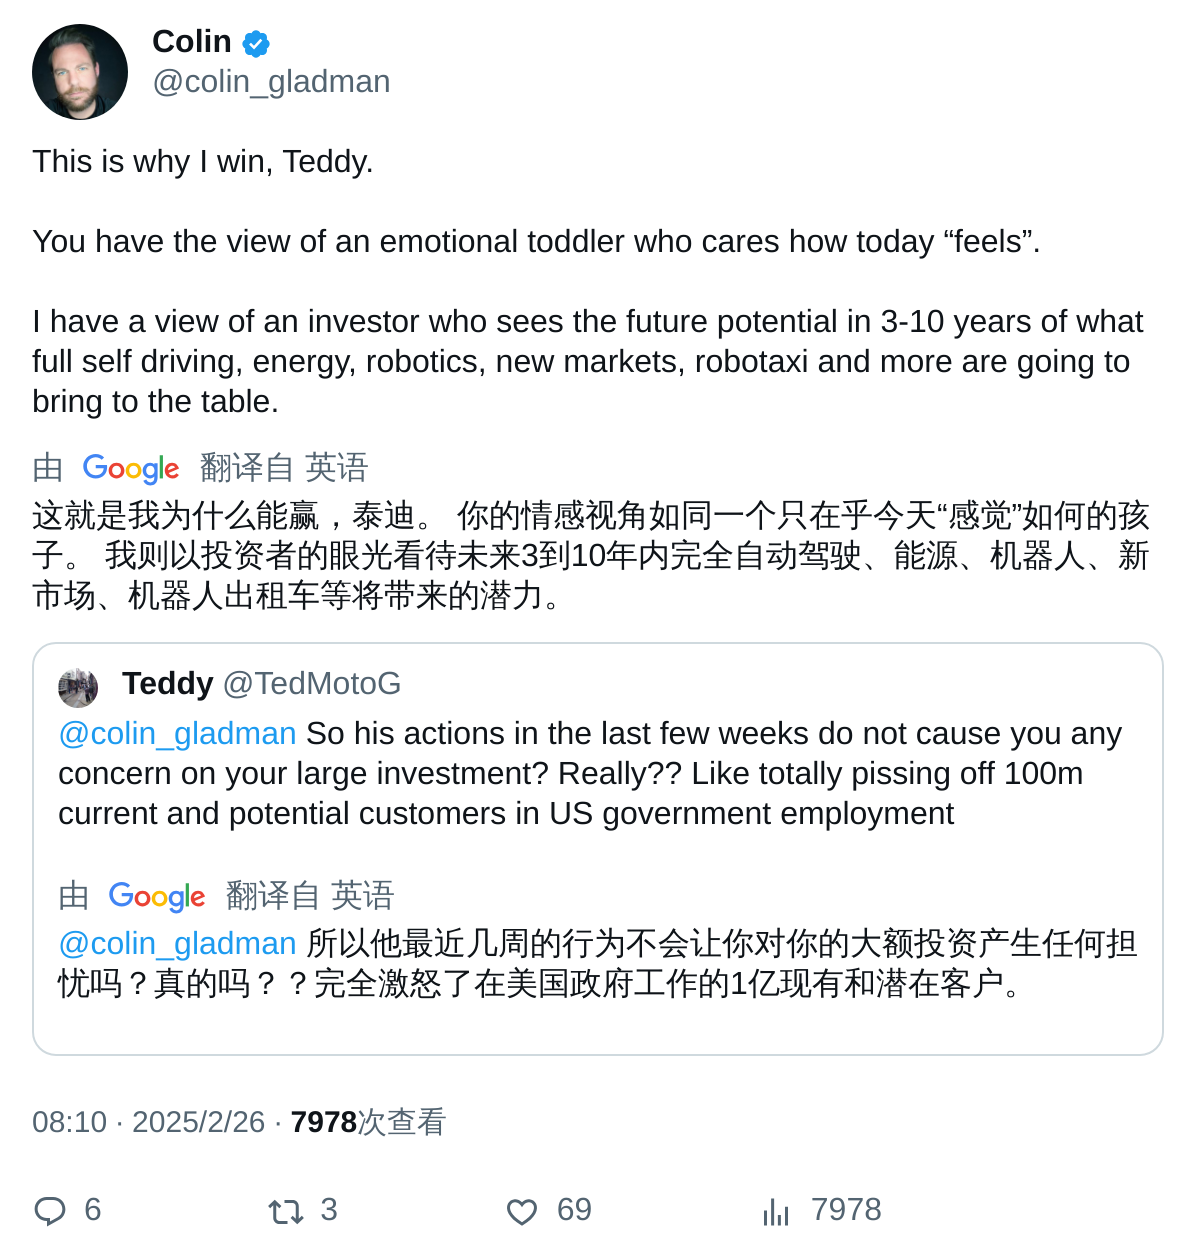 Colin
@colin_gladman
This is why I win, Teddy.
You have the view of an emotional toddler who cares how today “feels”.
I have a view of an investor who sees the future potential in 3-10 years of what
full self driving, energy, robotics, new markets, robotaxi and more are going to
bring to the table.
由 Google 翻译自 英语
这就是我为什么能赢，泰迪。 你的情感视角如同一个只在乎今天“感觉”如何的孩
子。 我则以投资者的眼光看待未来3到10年内完全自动驾驶、能源、机器人、新
市场、机器人出租车等将带来的潜力。
Teddy @TedMotoG
@colin_gladman So his actions in the last few weeks do not cause you any
concern on your large investment? Really?? Like totally pissing off 100m
current and potential customers in US government employment
由 Google 翻译自 英语
@colin_gladman 所以他最近几周的行为不会让你对你的大额投资产生任何担
忧吗？真的吗？？完全激怒了在美国政府工作的1亿现有和潜在客户。
08:10 · 2025/2/26 · 7978次查看
6 3 69 7978